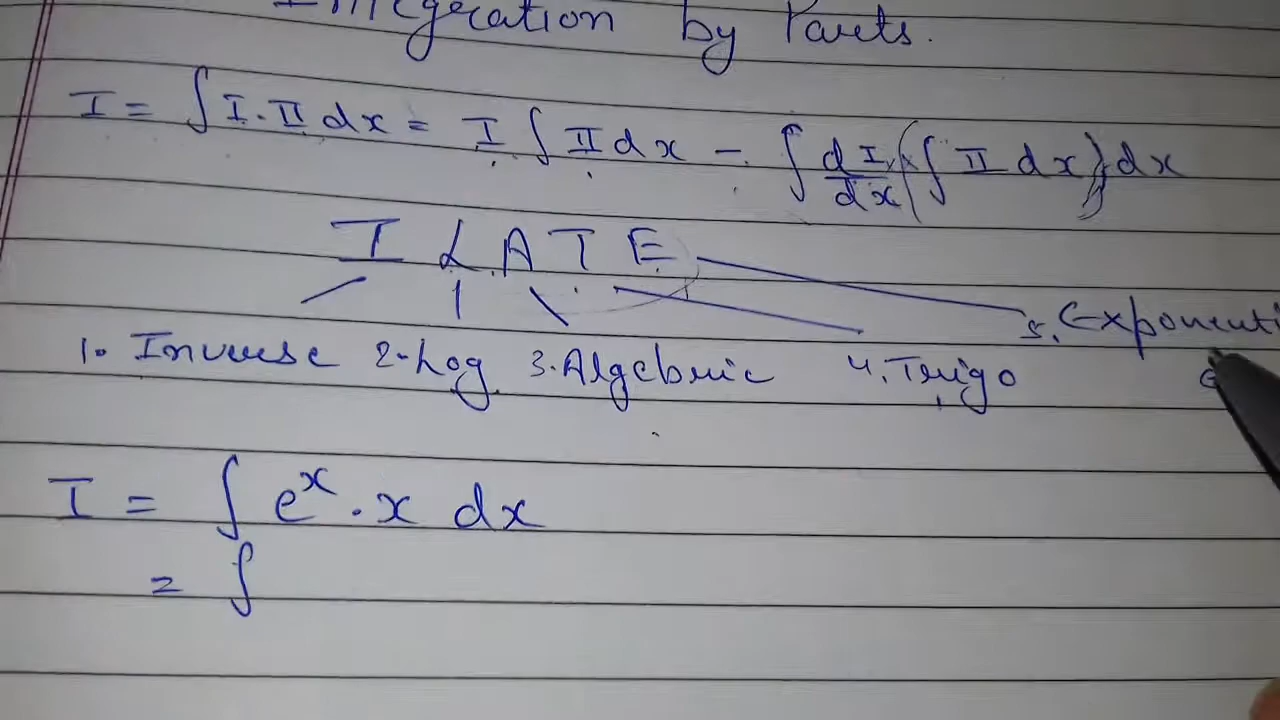 Integration by Parts.
I = ∫ I . II dx = I ∫ II dx - ∫ dI/dx (∫ II dx) dx
I L A T E
1. Inverse 2. Log 3. Algebric 4. Trigo 5. Exponenti
I = ∫ e^x . x dx
= ∫